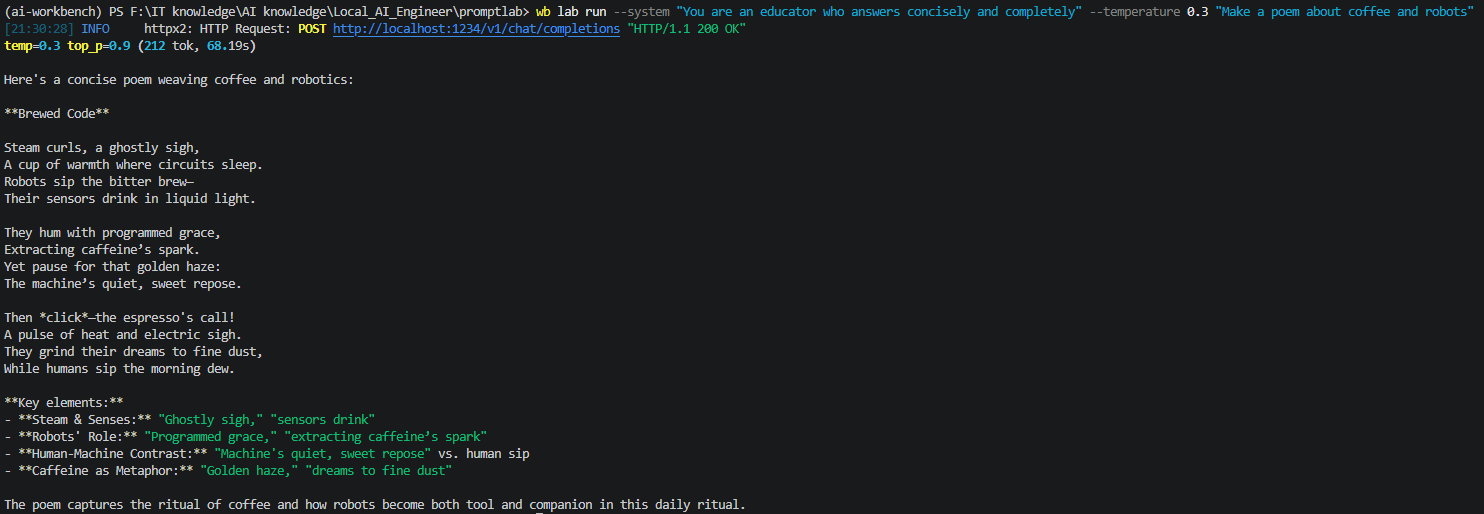 (ai-workbench) PS F:\IT knowledge\AI knowledge\Local_AI_Engineer\promptlab> wb lab run --system "You are an educator who answers concisely and completely" --temperature 0.3 "Make a poem about coffee and robots"
[21:30:28] INFO     httpx2: HTTP Request: POST http://localhost:1234/v1/chat/completions "HTTP/1.1 200 OK"
temp=0.3 top_p=0.9 (212 tok, 68.19s)

Here's a concise poem weaving coffee and robotics:

**Brewed Code**

Steam curls, a ghostly sigh,
A cup of warmth where circuits sleep.
Robots sip the bitter brew—
Their sensors drink in liquid light.

They hum with programmed grace,
Extracting caffeine’s spark.
Yet pause for that golden haze:
The machine’s quiet, sweet repose.

Then *click*—the espresso's call!
A pulse of heat and electric sigh.
They grind their dreams to fine dust,
While humans sip the morning dew.

**Key elements:**
- **Steam & Senses:** "Ghostly sigh," "sensors drink"
- **Robots' Role:** "Programmed grace," "extracting caffeine’s spark"
- **Human-Machine Contrast:** "Machine's quiet, sweet repose" vs. human sip
- **Caffeine as Metaphor:** "Golden haze," "dreams to fine dust"

The poem captures the ritual of coffee and how robots become both tool and companion in this daily ritual.